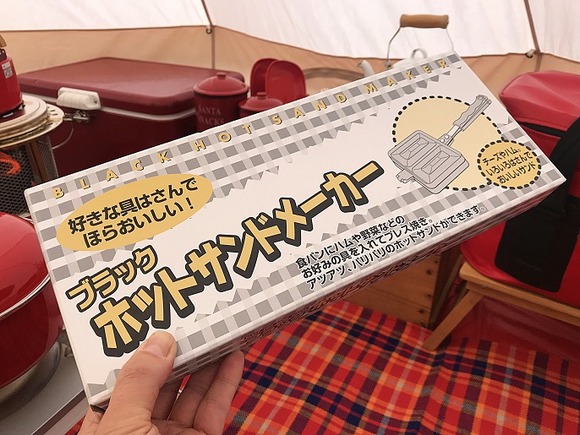 BLACK HOT SAND MAKER
好きな具はさんで
ほらおいしい！
ブラック
ホットサンドメーカー
チーズやハム、
いろいろはさんで
おいしいサンド
食パンにハムや野菜などの
お好みの具を入れてプレス焼き。
アツアツ、パリパリのホットサンドができます。
SANTA
SNACKS